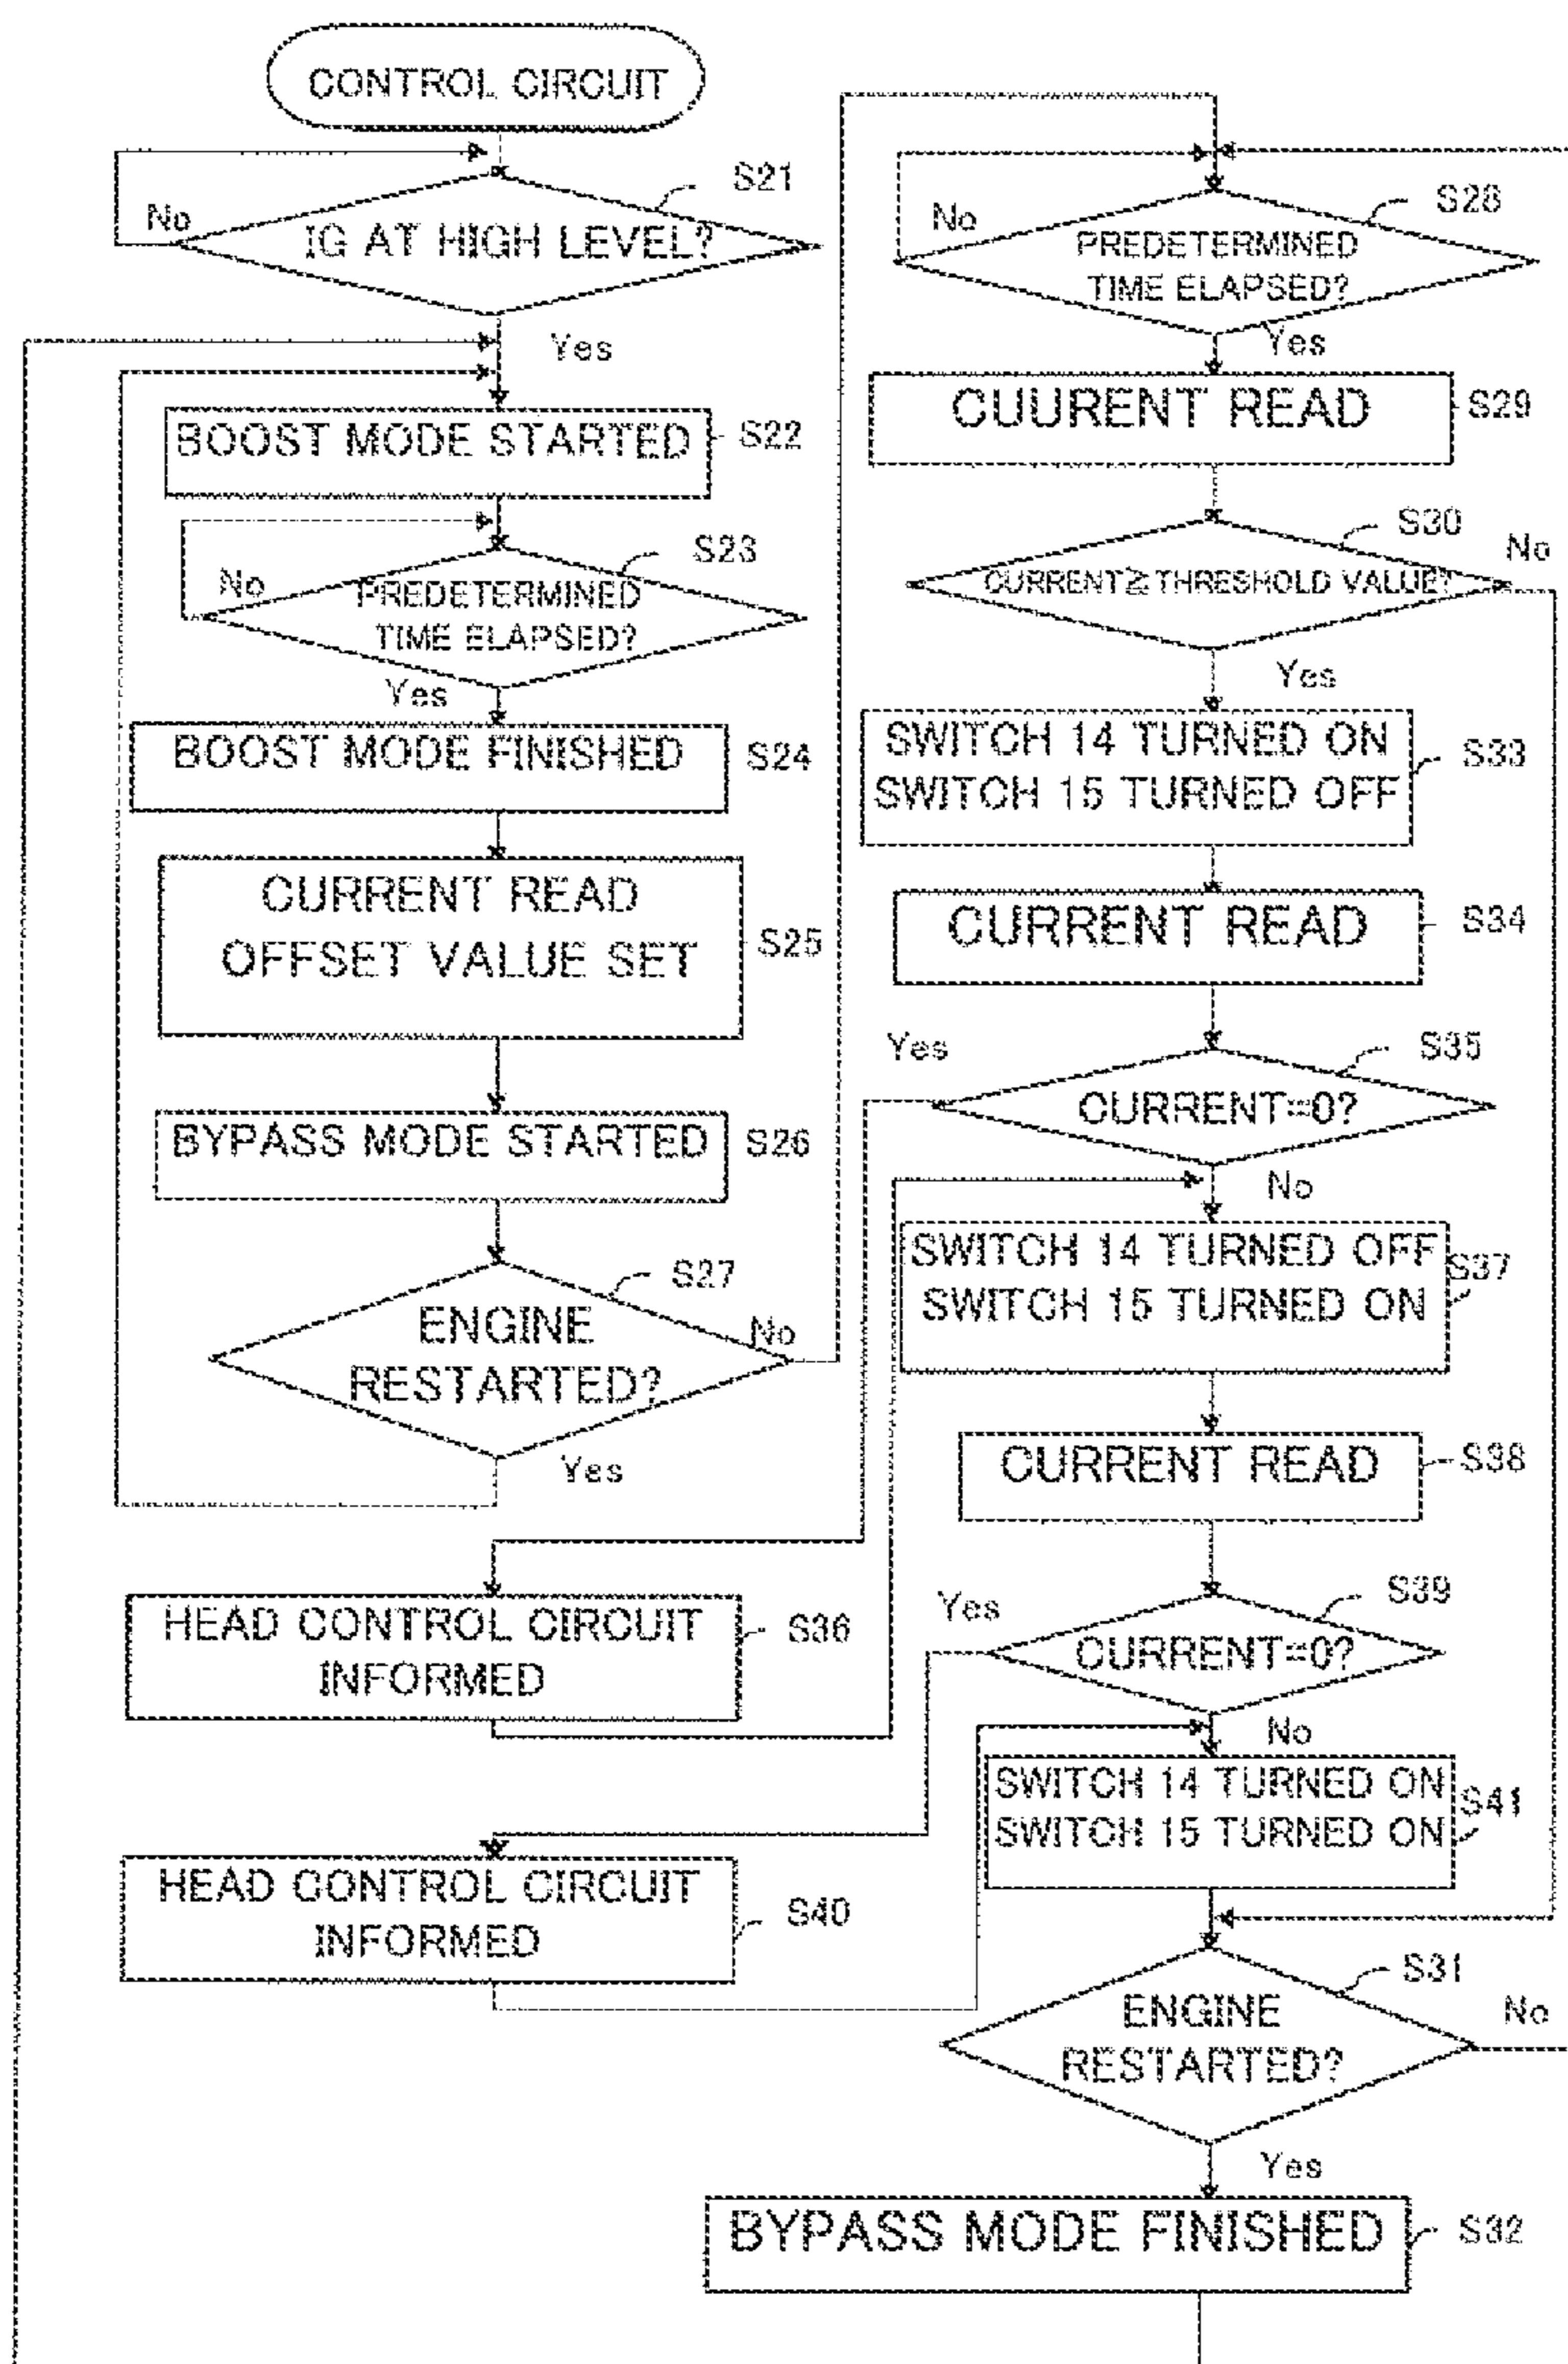 CONTROL CIRCUIT
S21
No
IG AT HIGH LEVEL?
Yes
BOOST MODE STARTED
S22
S23
No
PREDETERMINED
TIME ELAPSED?
Yes
BOOST MODE FINISHED
S24
CURRENT READ
OFFSET VALUE SET
S25
BYPASS MODE STARTED
S26
S27
ENGINE
RESTARTED?
No
Yes
HEAD CONTROL CIRCUIT
INFORMED
S36
HEAD CONTROL CIRCUIT
INFORMED
S40
S28
No
PREDETERMINED
TIME ELAPSED?
Yes
CUURENT READ
S29
S30
No
CURRENT≧THRESHOLD VALUE?
Yes
SWITCH 14 TURNED ON
SWITCH 15 TURNED OFF
S33
CURRENT READ
S34
Yes
S35
CURRENT=0?
No
SWITCH 14 TURNED OFF
SWITCH 15 TURNED ON
S37
CURRENT READ
S38
Yes
S39
CURRENT=0?
No
SWITCH 14 TURNED ON
SWITCH 15 TURNED ON
S41
S31
ENGINE
RESTARTED?
No
Yes
BYPASS MODE FINISHED
S32